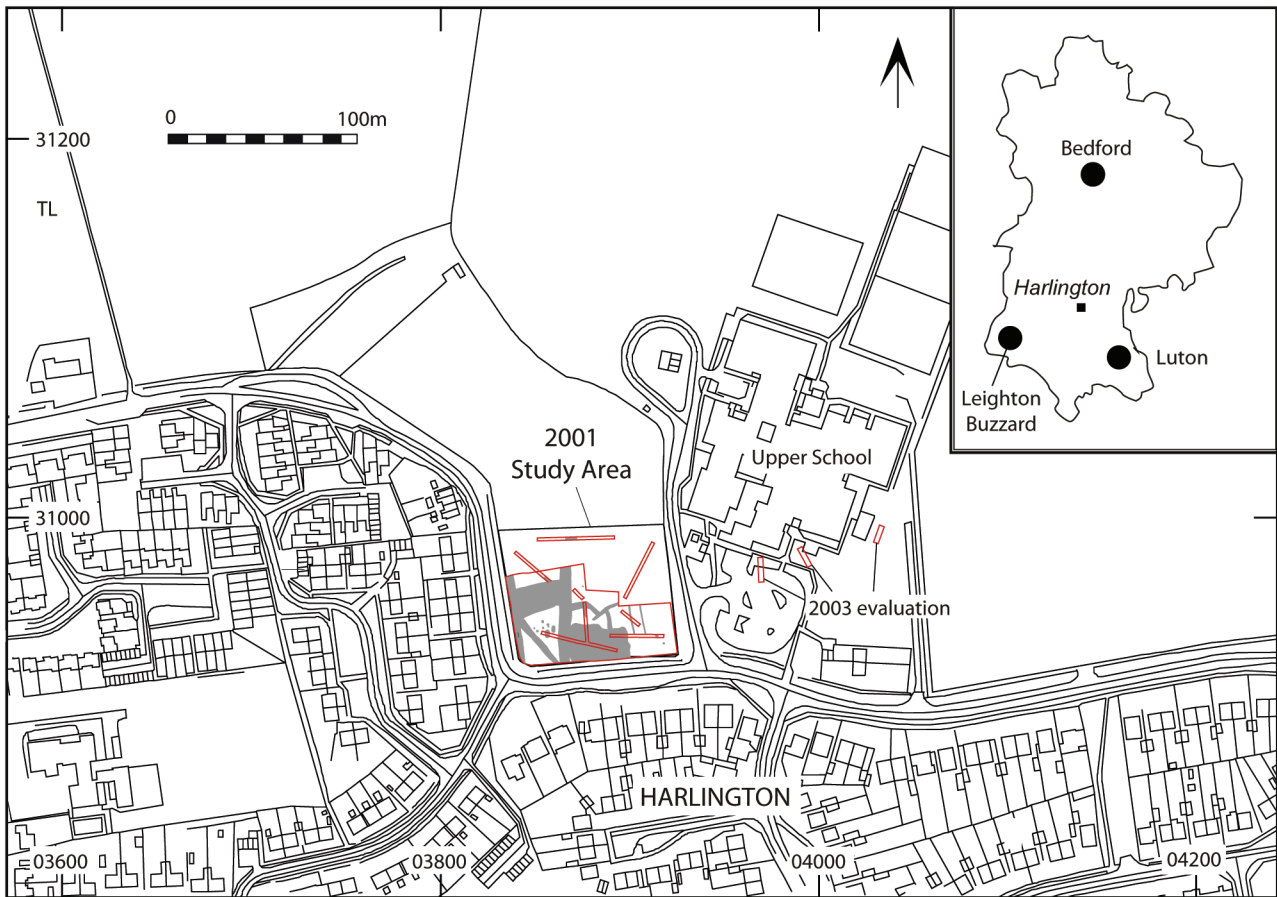 0
100m
31200
TL
Bedford
Harlington
Luton
Leighton
Buzzard
2001
Study Area
Upper School
31000
2003 evaluation
HARLINGTON
03600
03800
04000
04200